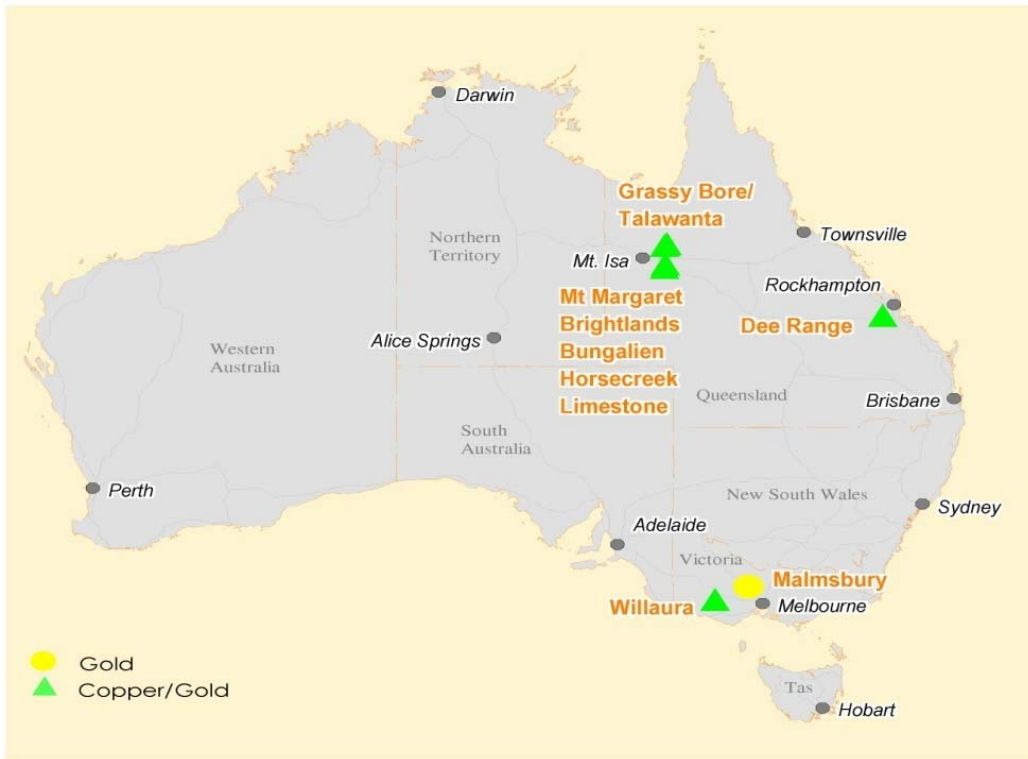 Darwin
Grassy Bore/
Talawanta
Northern
Territory
Townsville
Mt. Isa
Rockhampton
Mt Margaret
Brightlands
Bungalien
Horsecreek
Limestone
Dee Range
Alice Springs
Western
Australia
Queensland
Brisbane
South
Australia
Perth
New South Wales
Sydney
Adelaide
Victoria
Malmsbury
Willaura
Melbourne
Gold
Copper/Gold
Tas
Hobart